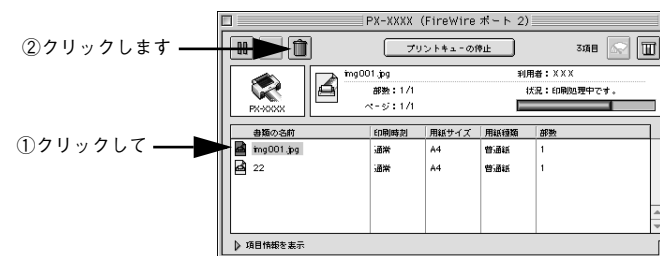 PX-XXXX (FireWire ポート 2)
②クリックします
プリントキューの停止
3項目
img001.jpg
利用者：XXX
部数：1/1
状況：印刷処理中です。
ページ：1/1
PX-XXXX
書類の名前 印刷時刻 用紙サイズ 用紙種類 部数
①クリックして
img001.jpg 通常 A4 普通紙 1
22 通常 A4 普通紙 1
項目情報を表示